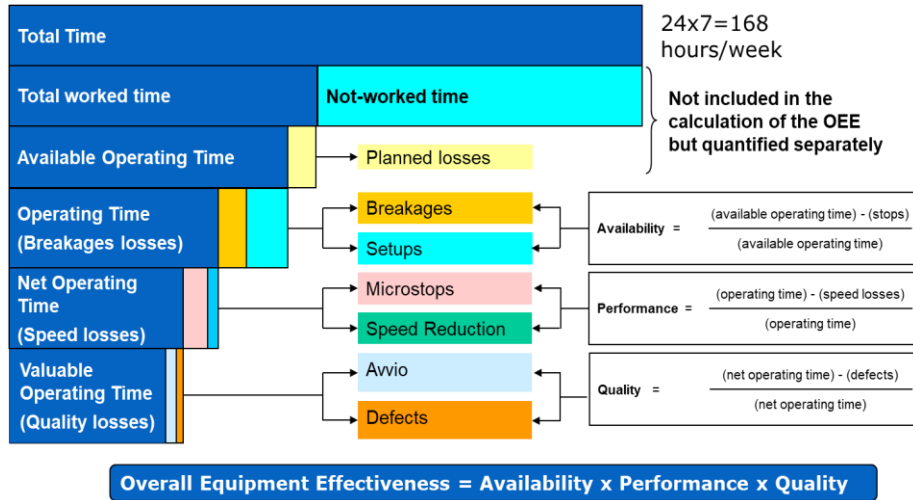 Total Time
24x7=168
hours/week
Total worked time
Not-worked time
Not included in the
calculation of the OEE
but quantified separately
Available Operating Time
Planned losses
Operating Time
(Breakages losses)
Breakages
Setups
Availability =
(available operating time) - (stops)
(available operating time)
Net Operating
Time
(Speed losses)
Microstops
Speed Reduction
Performance =
(operating time) - (speed losses)
(operating time)
Valuable
Operating Time
(Quality losses)
Avvio
Defects
Quality =
(net operating time) - (defects)
(net operating time)
Overall Equipment Effectiveness = Availability x Performance x Quality